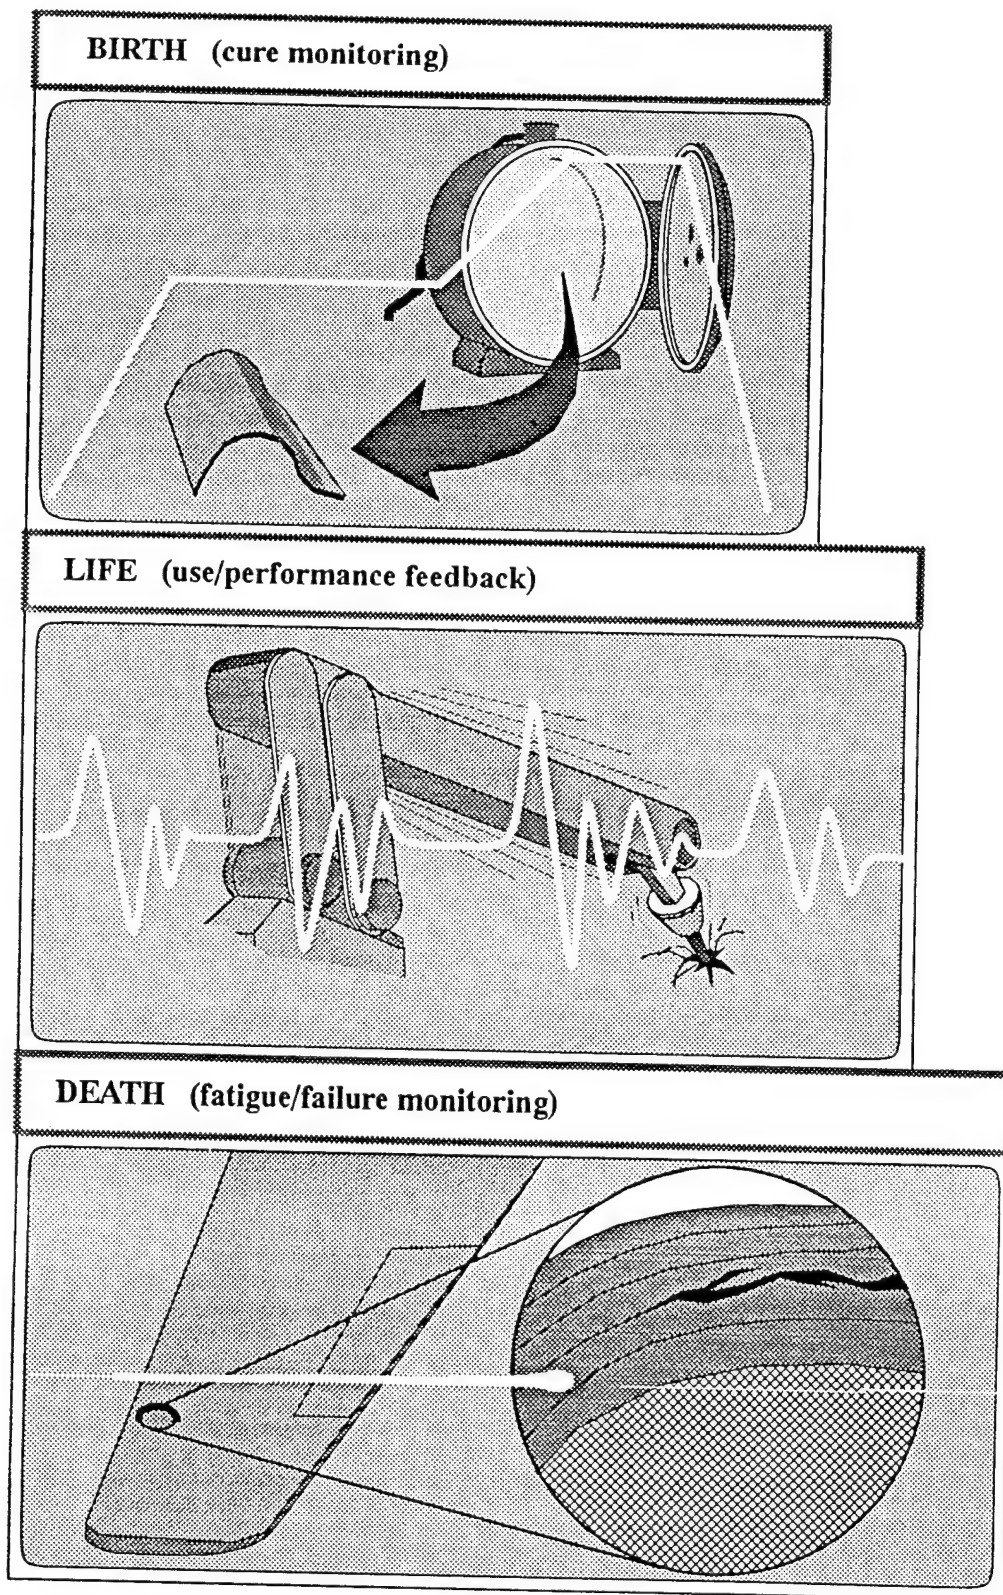 BIRTH (cure monitoring)
LIFE (use/performance feedback)
DEATH (fatigue/failure monitoring)